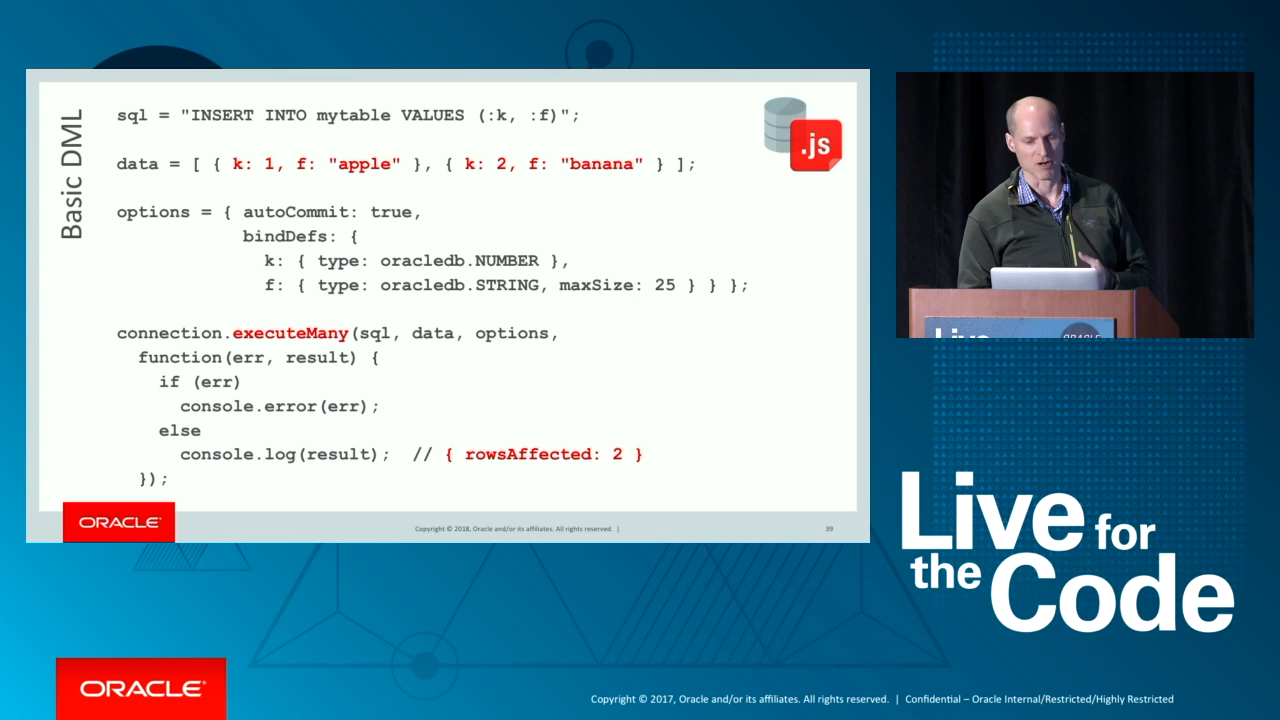 Basic DML
sql = "INSERT INTO mytable VALUES (:k, :f)";
data = [ { k: 1, f: "apple" }, { k: 2, f: "banana" } ];
options = { autoCommit: true,
bindDefs: {
k: { type: oracledb.NUMBER },
f: { type: oracledb.STRING, maxSize: 25 } } };
connection.executeMany(sql, data, options,
function(err, result) {
if (err)
console.error(err);
else
console.log(result);  // { rowsAffected: 2 }
});
.js
ORACLE
Copyright © 2018, Oracle and/or its affiliates. All rights reserved. |
39
Live
ORACLE
Live for
the Code
ORACLE
Copyright © 2017, Oracle and/or its affiliates. All rights reserved. | Confidential – Oracle Internal/Restricted/Highly Restricted